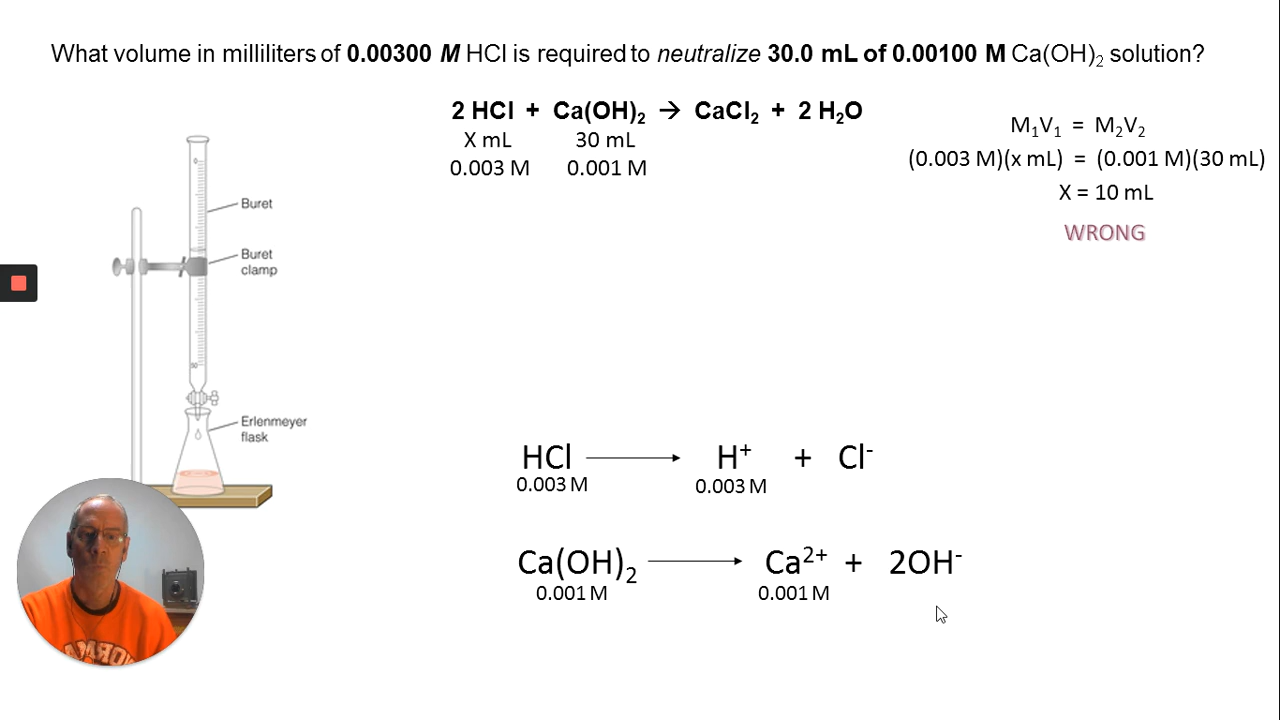 What volume in milliliters of 0.00300 M HCl is required to neutralize 30.0 mL of 0.00100 M Ca(OH)₂ solution?
2 HCl + Ca(OH)₂ → CaCl₂ + 2 H₂O
X mL 30 mL
0.003 M 0.001 M
M₁V₁ = M₂V₂
(0.003 M)(x mL) = (0.001 M)(30 mL)
X = 10 mL
WRONG
0
Buret
Buret
clamp
50
Erlenmeyer
flask
HCl → H⁺ + Cl⁻
0.003 M 0.003 M
Ca(OH)₂ → Ca²⁺ + 2OH⁻
0.001 M 0.001 M